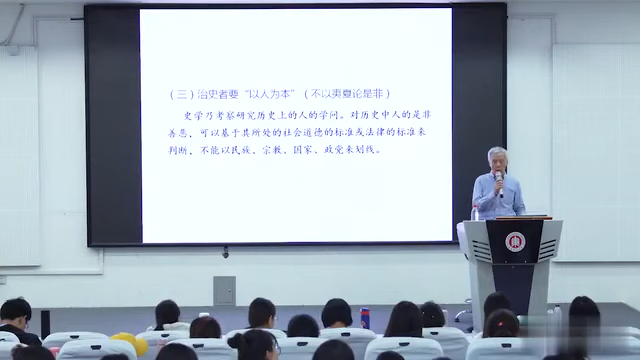 （三）治史者要“以人为本”（不以夷夏论是非）
史学乃考察研究历史上的人的学问。对历史中人的是非
善恶，可以基于其所处的社会道德的标准或法律的标准来
判断，不能以民族、宗教、国家、政党来划线。